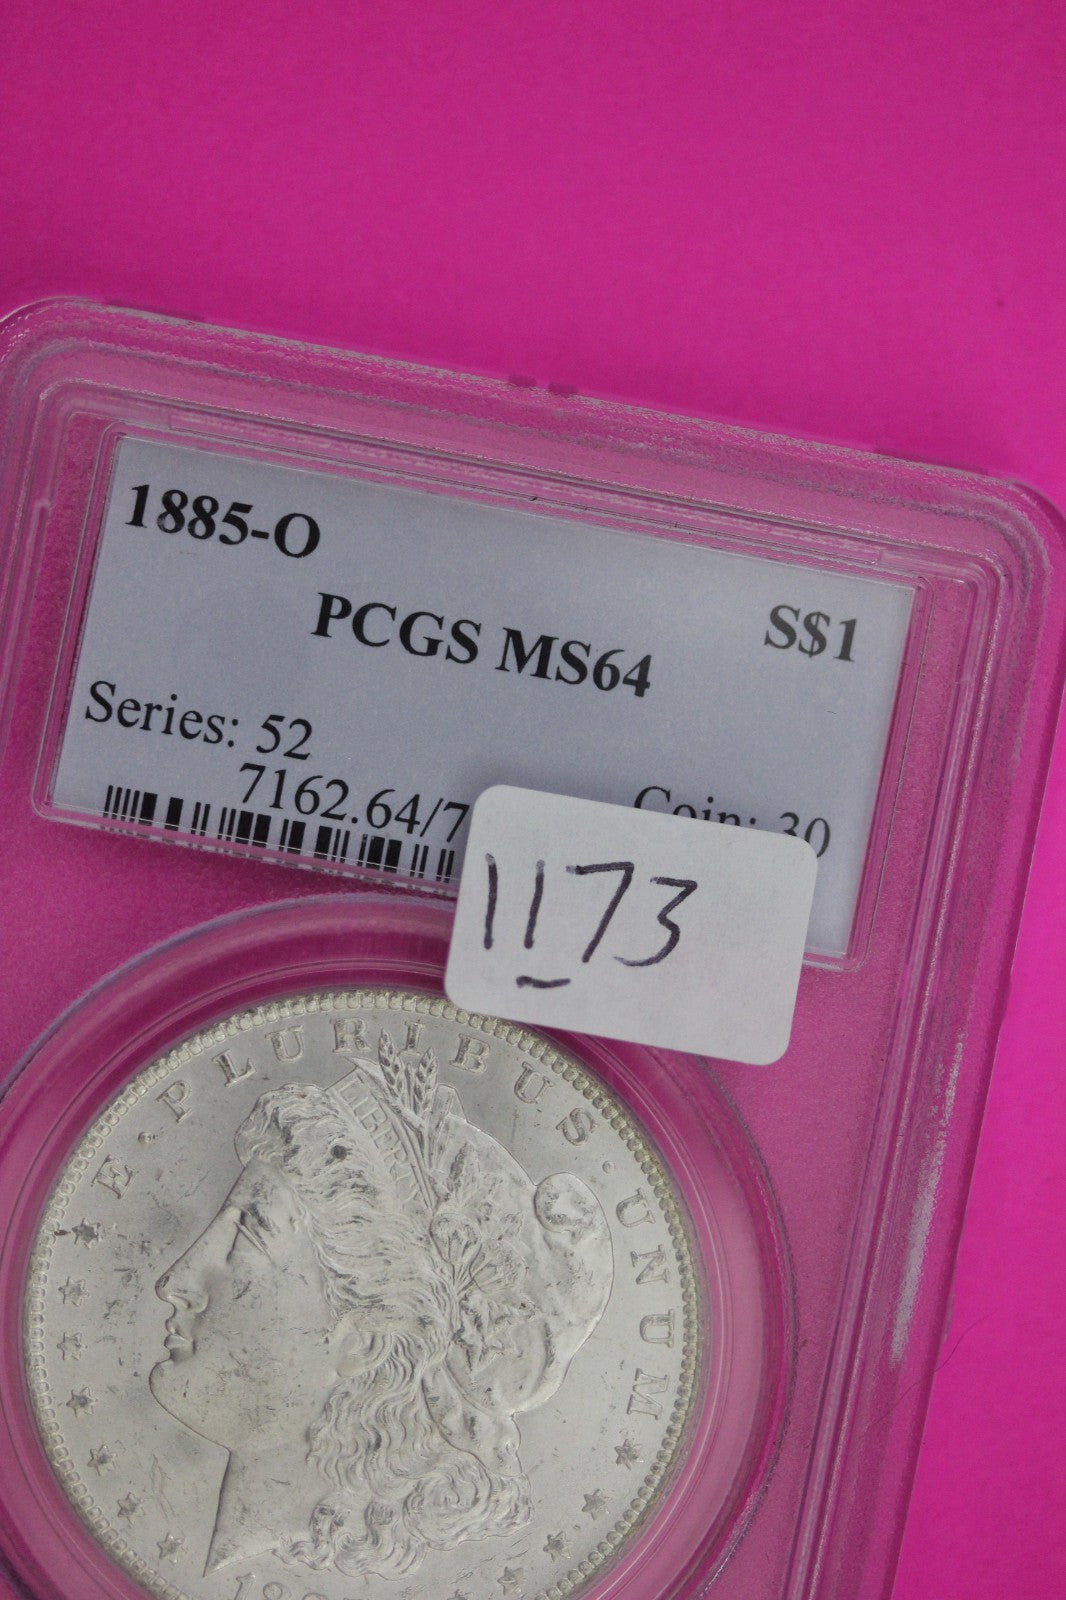 1885-O
S$1
PCGS MS64
Series: 52
Coin: 30
7162.64/7
1173
E·PLURIBUS·UNUM
LIBERTY